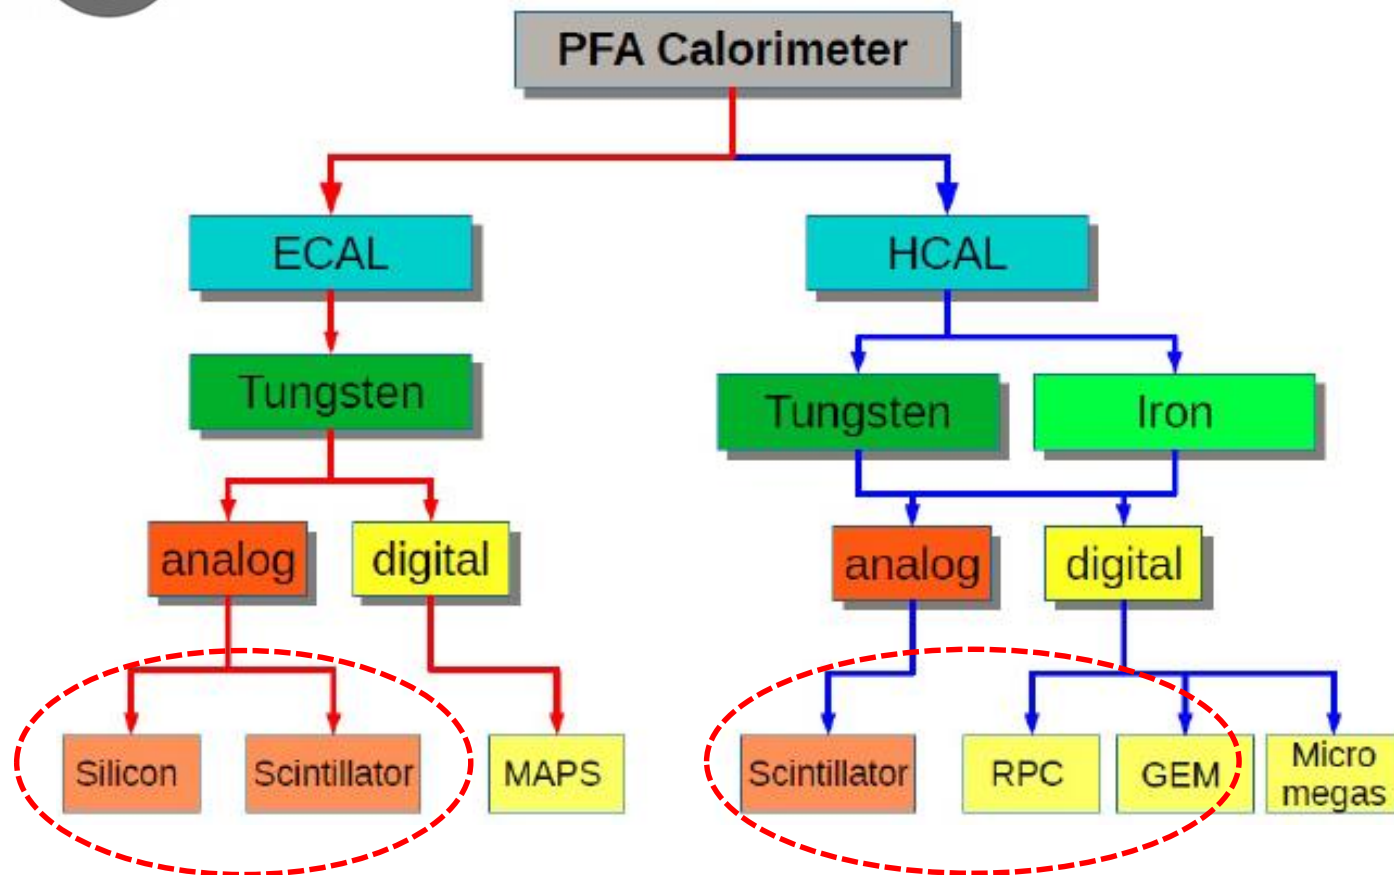 PFA Calorimeter
ECAL
HCAL
Tungsten
Tungsten
Iron
analog
digital
analog
digital
Silicon
Scintillator
MAPS
Scintillator
RPC
GEM
Micro
megas